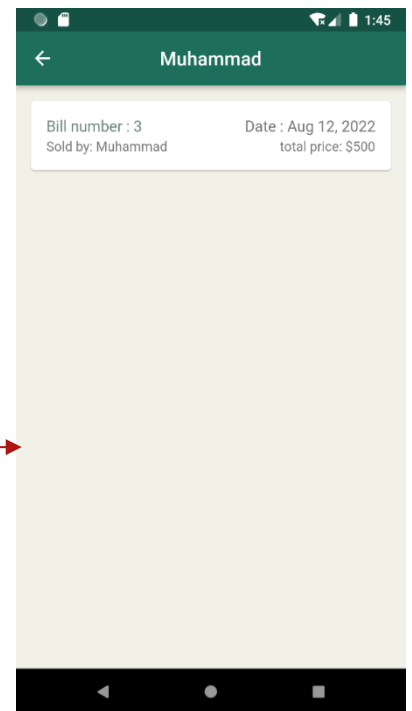 1:45
Muhammad
Bill number : 3 Date : Aug 12, 2022
Sold by: Muhammad total price: $500